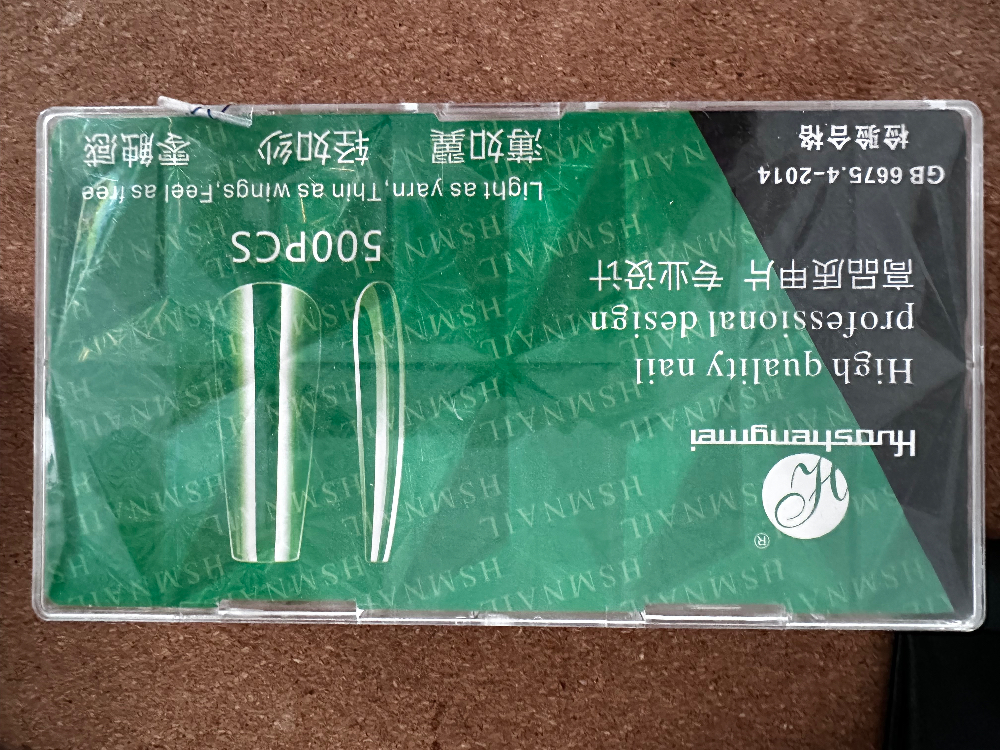 ®
H
Huashengmei
High quality nail
professional design
高品质甲片 专业设计
GB 6675.4-2014
检验合格
500PCS
Light as yarn,Thin as wings,Feel as free
薄如翼 轻如纱 零触感
HSMNAIL